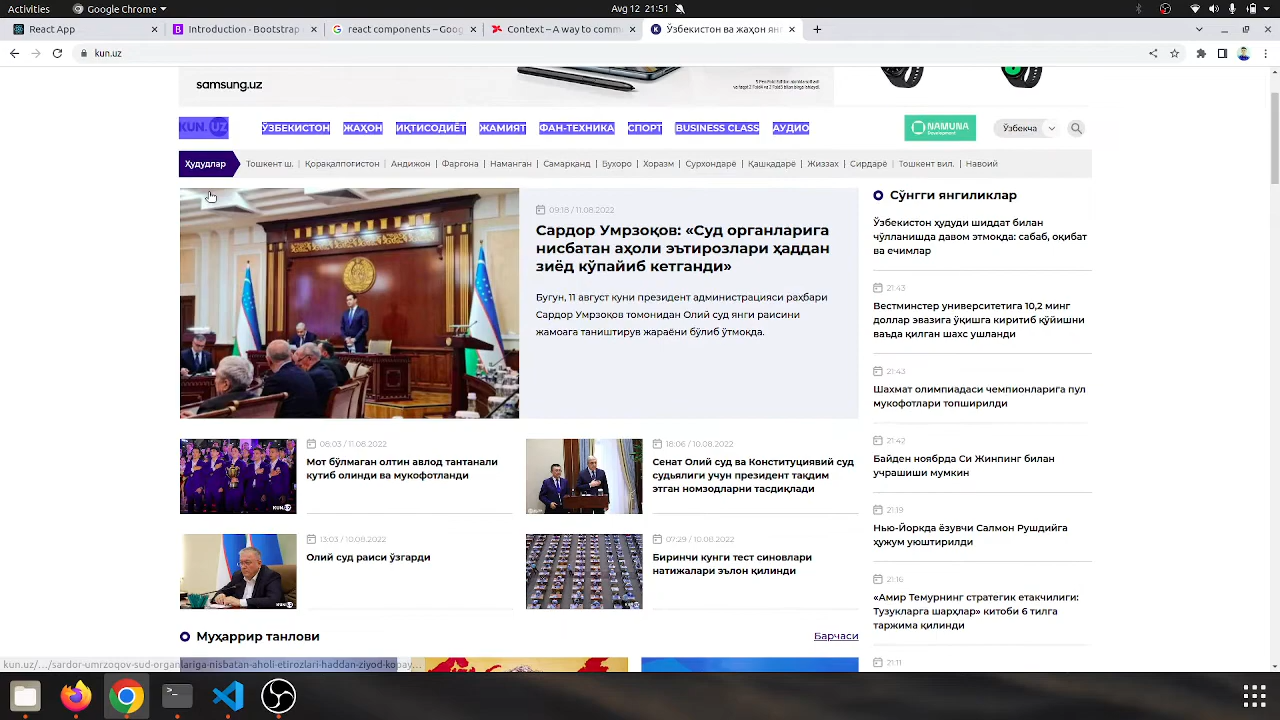 Activities
Google Chrome
Aug 12 21:51
React App
Introduction · Bootstrap
react components – Goog
Context – A way to commu
Ўзбекистон ва жаҳон ян
kun.uz
samsung.uz
KUN.UZ
ЎЗБЕКИСТОН
ЖАҲОН
ИҚТИСОДИЁТ
ЖАМИЯТ
ФАН-ТЕХНИКА
СПОРТ
BUSINESS CLASS
АУДИО
NAMUNA
Development
Ўзбекча
Ҳудудлар
Тошкент ш. | Қорақалпоғистон | Андижон | Фарғона | Наманган | Самарқанд | Бухоро | Хоразм | Сурхондарё | Қашқадарё | Жиззах | Сирдарё | Тошкент вил. | Навоий
09:18 / 11.08.2022
Сардор Умрзоқов: «Суд органларига
нисбатан аҳоли эътирозлари ҳаддан
зиёд кўпайиб кетганди»
Бугун, 11 август куни президент администрацияси раҳбари
Сардор Умрзоқов томонидан Олий суд янги раисини
жамоага таништирув жараёни бўлиб ўтмоқда.
08:03 / 11.08.2022
Мот бўлмаган олтин авлод тантанали
кутиб олинди ва мукофотланди
KUN.UZ
18:06 / 10.08.2022
Сенат Олий суд ва Конституциявий суд
судьялиги учун президент тақдим
этган номзодларни тасдиқлади
13:03 / 10.08.2022
Олий суд раиси ўзгарди
KUN.UZ
07:29 / 10.08.2022
Биринчи кунги тест синовлари
натижалари эълон қилинди
KUN.UZ
Муҳаррир танлови
Барчаси
Сўнгги янгиликлар
Ўзбекистон ҳудуди шиддат билан
чўлланишда давом этмоқда: сабаб, оқибат
ва ечимлар
21:43
Вестминстер университетига 10,2 минг
доллар эвазига ўқишга киритиб қўйишни
ваъда қилган шахс ушланди
21:43
Шахмат олимпиадаси чемпионларига пул
мукофотлари топширилди
21:42
Байден ноябрда Си Жинпинг билан
учрашиши мумкин
21:19
Нью-Йоркда ёзувчи Салмон Рушдийга
ҳужум уюштирилди
21:16
«Амир Темурнинг стратегик етакчилиги:
Тузукларга шарҳлар» китоби 6 тилга
таржима қилинди
21:11
kun.uz/…/sardor-umrzoqov-sud-organlariga-nisbatan-aholi-etirozlari-haddan-ziyod-kopay…